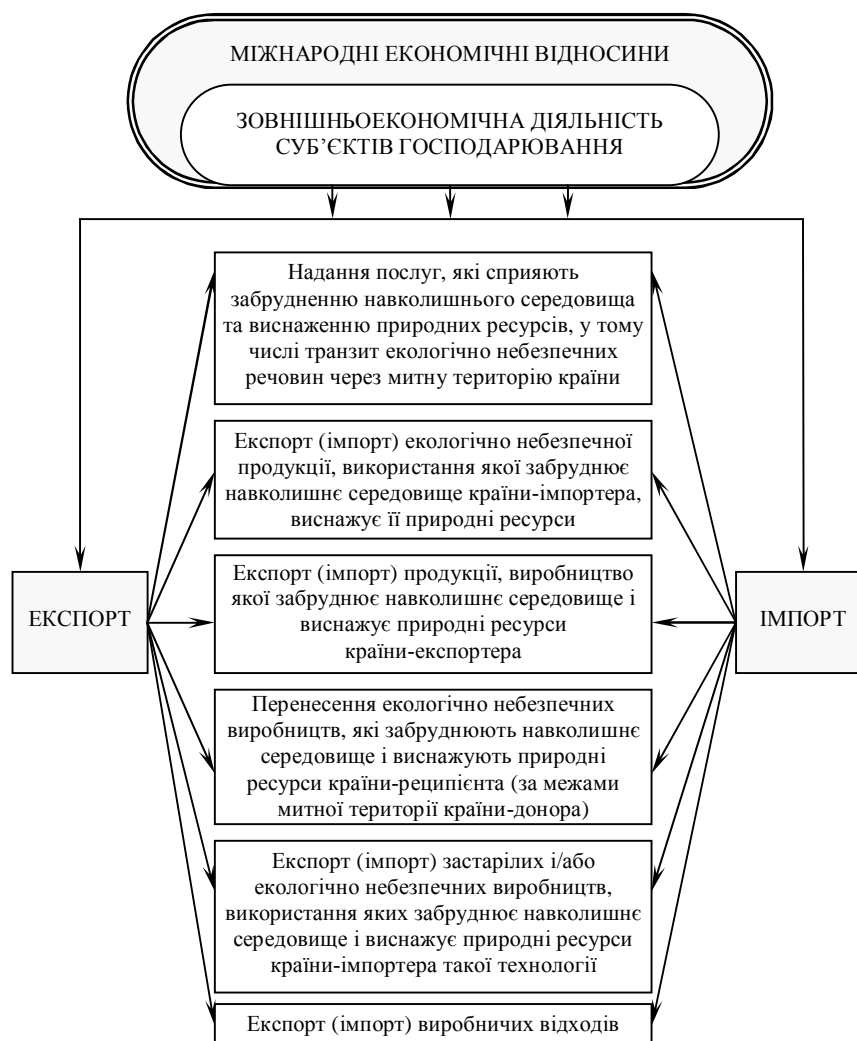 МІЖНАРОДНІ ЕКОНОМІЧНІ ВІДНОСИНИ
ЗОВНІШНЬОЕКОНОМІЧНА ДІЯЛЬНІСТЬ
СУБ’ЄКТІВ ГОСПОДАРЮВАННЯ
Надання послуг, які сприяють
забрудненню навколишнього середовища
та виснаженню природних ресурсів, у тому
числі транзит екологічно небезпечних
речовин через митну територію країни
Експорт (імпорт) екологічно небезпечної
продукції, використання якої забруднює
навколишнє середовище країни-імпортера,
виснажує її природні ресурси
ЕКСПОРТ
Експорт (імпорт) продукції, виробництво
якої забруднює навколишнє середовище і
виснажує природні ресурси
країни-експортера
ІМПОРТ
Перенесення екологічно небезпечних
виробництв, які забруднюють навколишнє
середовище і виснажують природні
ресурси країни-реципієнта (за межами
митної території країни-донора)
Експорт (імпорт) застарілих і/або
екологічно небезпечних виробництв,
використання яких забруднює навколишнє
середовище і виснажує природні ресурси
країни-імпортера такої технології
Експорт (імпорт) виробничих відходів